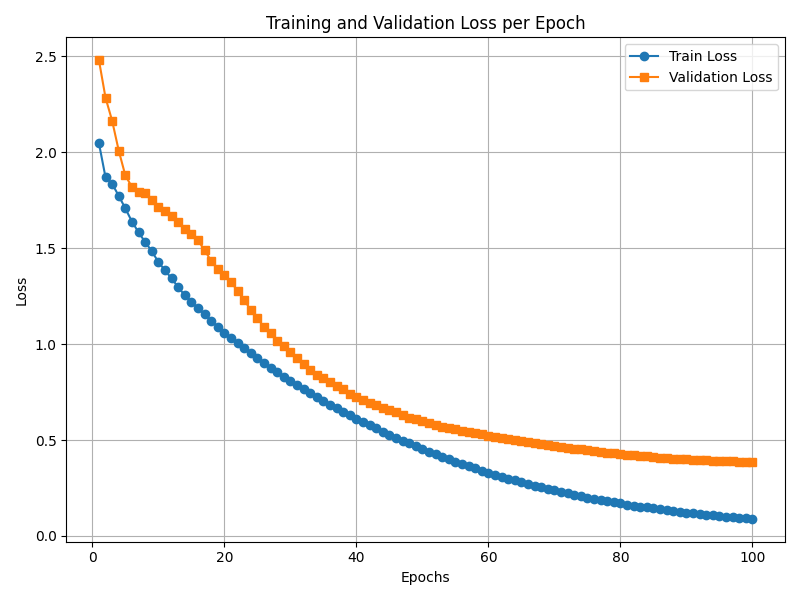 Training and Validation Loss per Epoch
Train Loss
Validation Loss
2.5
2.0
1.5
1.0
0.5
0.0
Loss
0 20 40 60 80 100
Epochs